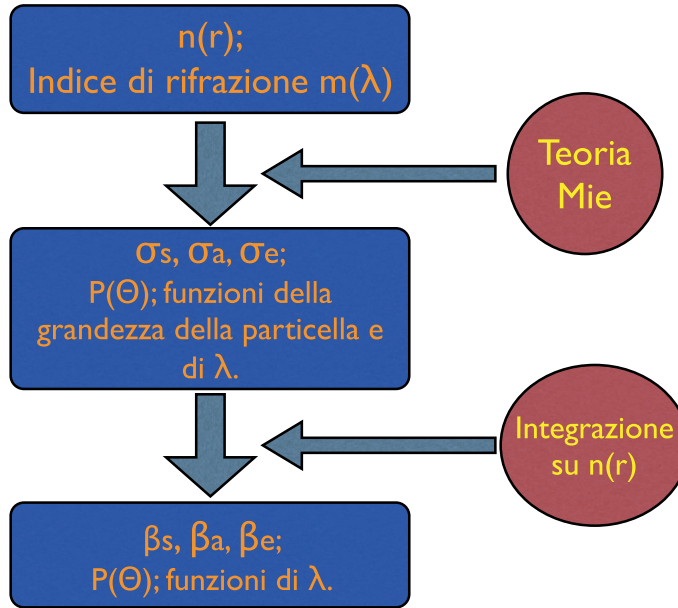 n(r);
Indice di rifrazione m(λ)
Teoria
Mie
σs, σa, σe;
P(Θ); funzioni della
grandezza della particella e
di λ.
Integrazione
su n(r)
βs, βa, βe;
P(Θ); funzioni di λ.